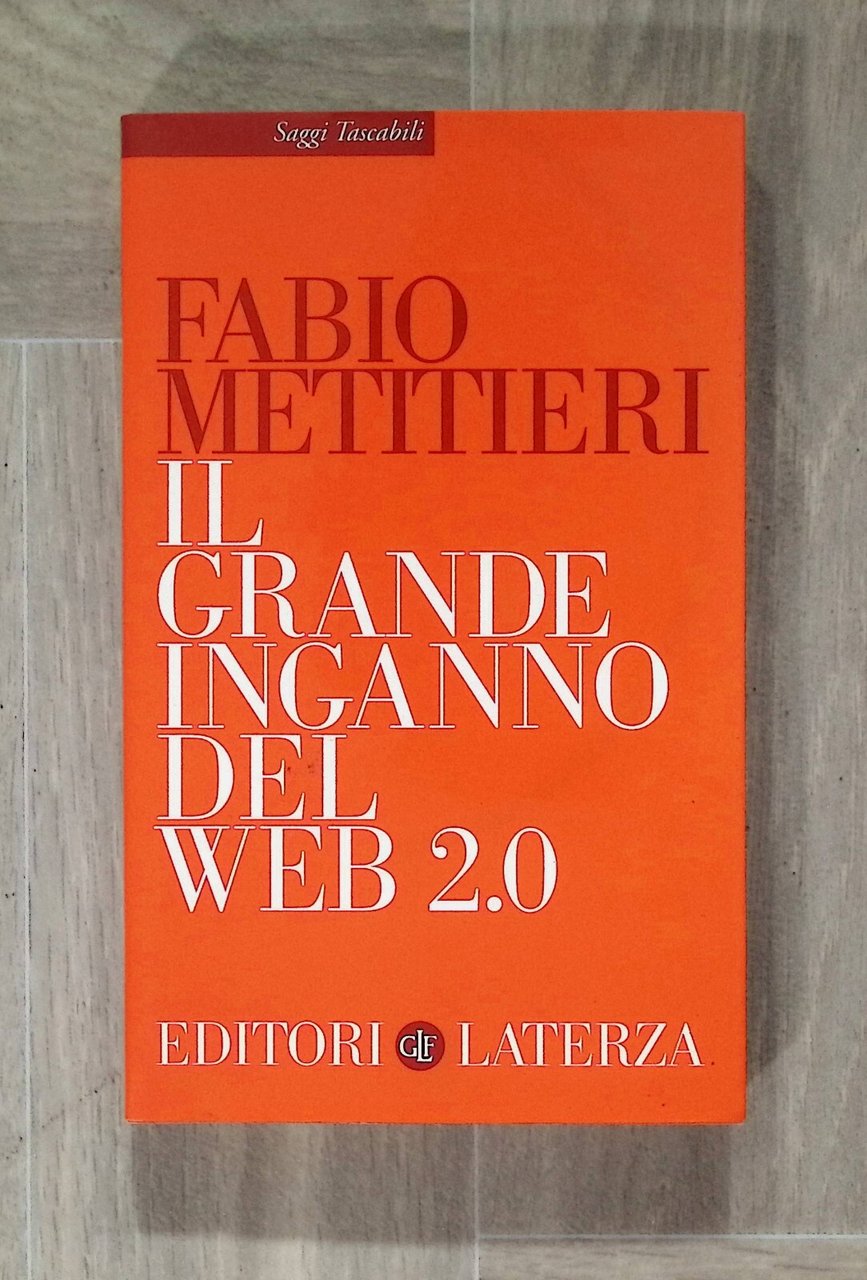 Saggi Tascabili
FABIO
METITIERI
IL
GRANDE
INGANNO
DEL
WEB 2.0
EDITORI GLF LATERZA